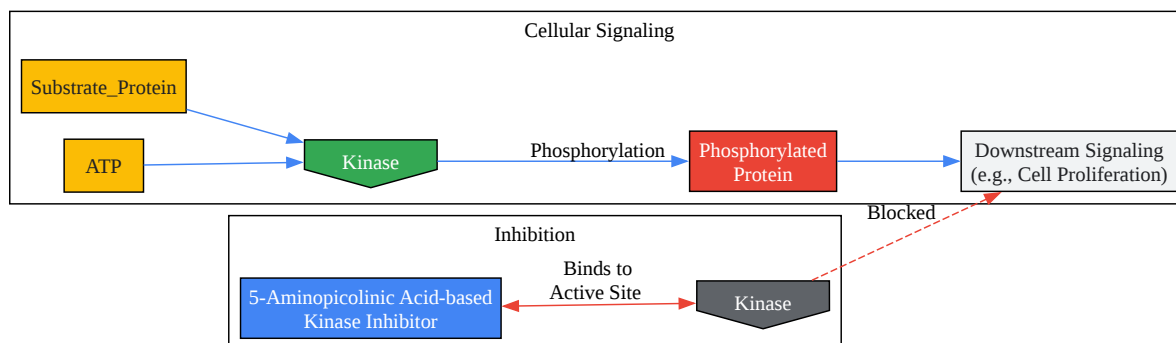 Cellular Signaling
Substrate_Protein
ATP
Kinase
Phosphorylation
Phosphorylated
Protein
Downstream Signaling
(e.g., Cell Proliferation)
Blocked
Inhibition
5-Aminopicolinic Acid-based
Kinase Inhibitor
Binds to
Active Site
Kinase